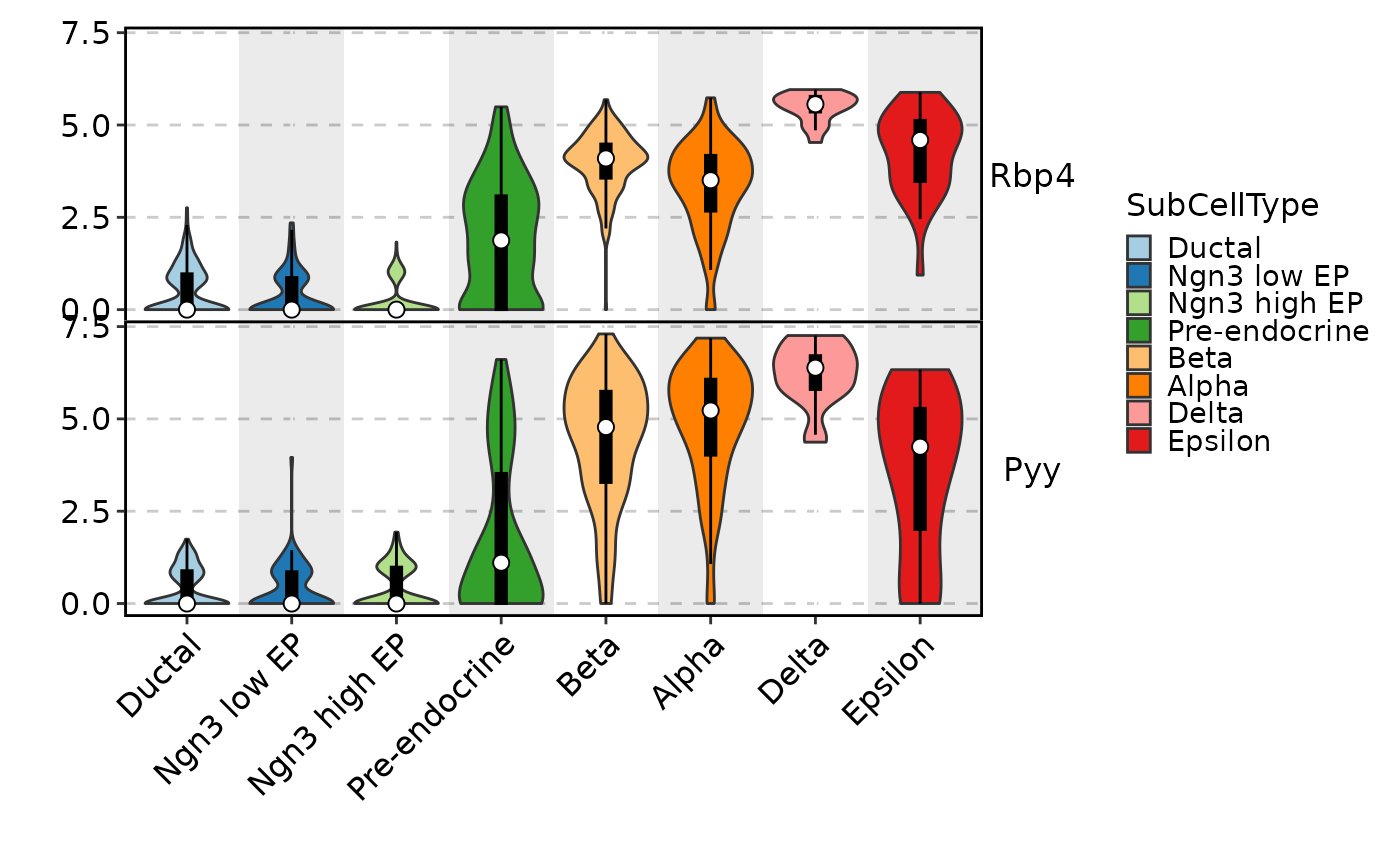 7.5
5.0
2.5
0.0
Rbp4
7.5
5.0
2.5
0.0
Pyy
Ductal
Ngn3 low EP
Ngn3 high EP
Pre-endocrine
Beta
Alpha
Delta
Epsilon
SubCellType
Ductal
Ngn3 low EP
Ngn3 high EP
Pre-endocrine
Beta
Alpha
Delta
Epsilon